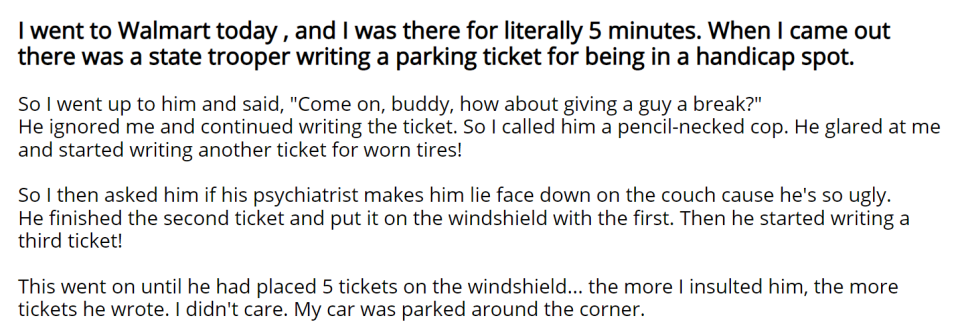 I went to Walmart today , and I was there for literally 5 minutes. When I came out
there was a state trooper writing a parking ticket for being in a handicap spot.
So I went up to him and said, "Come on, buddy, how about giving a guy a break?"
He ignored me and continued writing the ticket. So I called him a pencil-necked cop. He glared at me
and started writing another ticket for worn tires!
So I then asked him if his psychiatrist makes him lie face down on the couch cause he's so ugly.
He finished the second ticket and put it on the windshield with the first. Then he started writing a
third ticket!
This went on until he had placed 5 tickets on the windshield... the more I insulted him, the more
tickets he wrote. I didn't care. My car was parked around the corner.